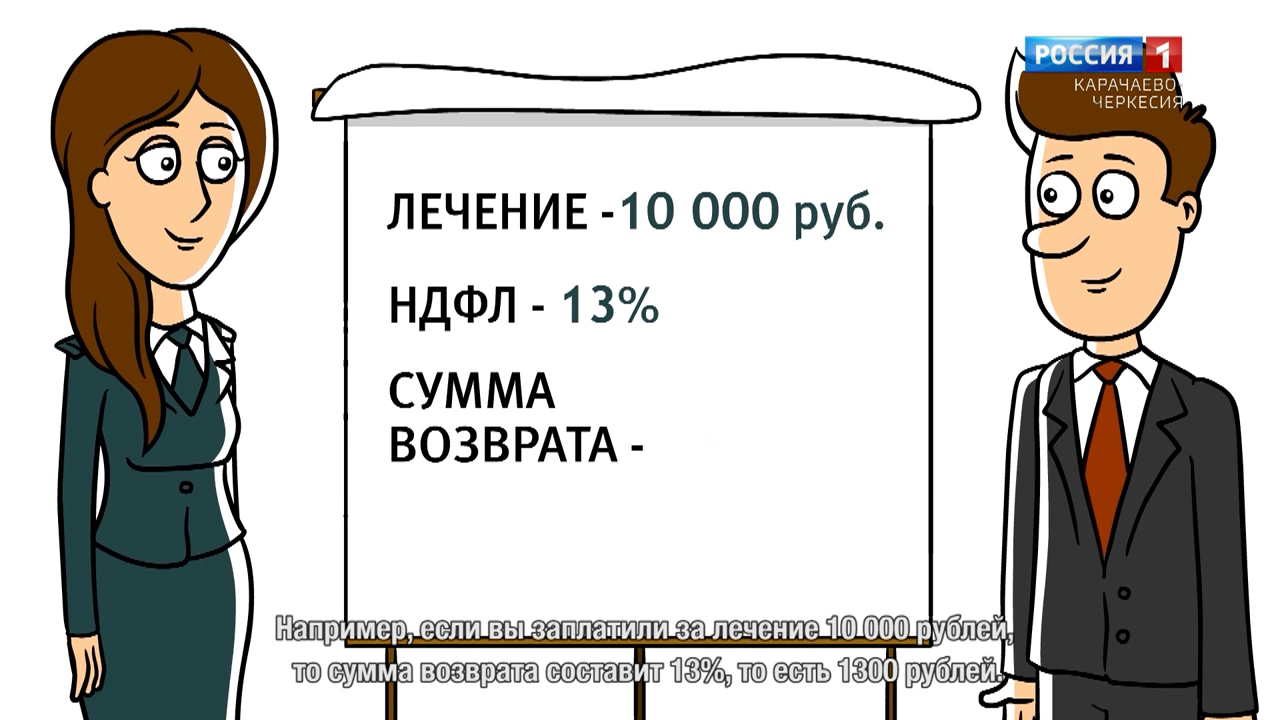 РОССИЯ 1
КАРАЧАЕВО-
ЧЕРКЕСИЯ
ЛЕЧЕНИЕ -10 000 руб.
НДФЛ - 13%
СУММА
ВОЗВРАТА -
Например, если вы заплатили за лечение 10 000 рублей,
то сумма возврата составит 13%, то есть 1300 рублей.